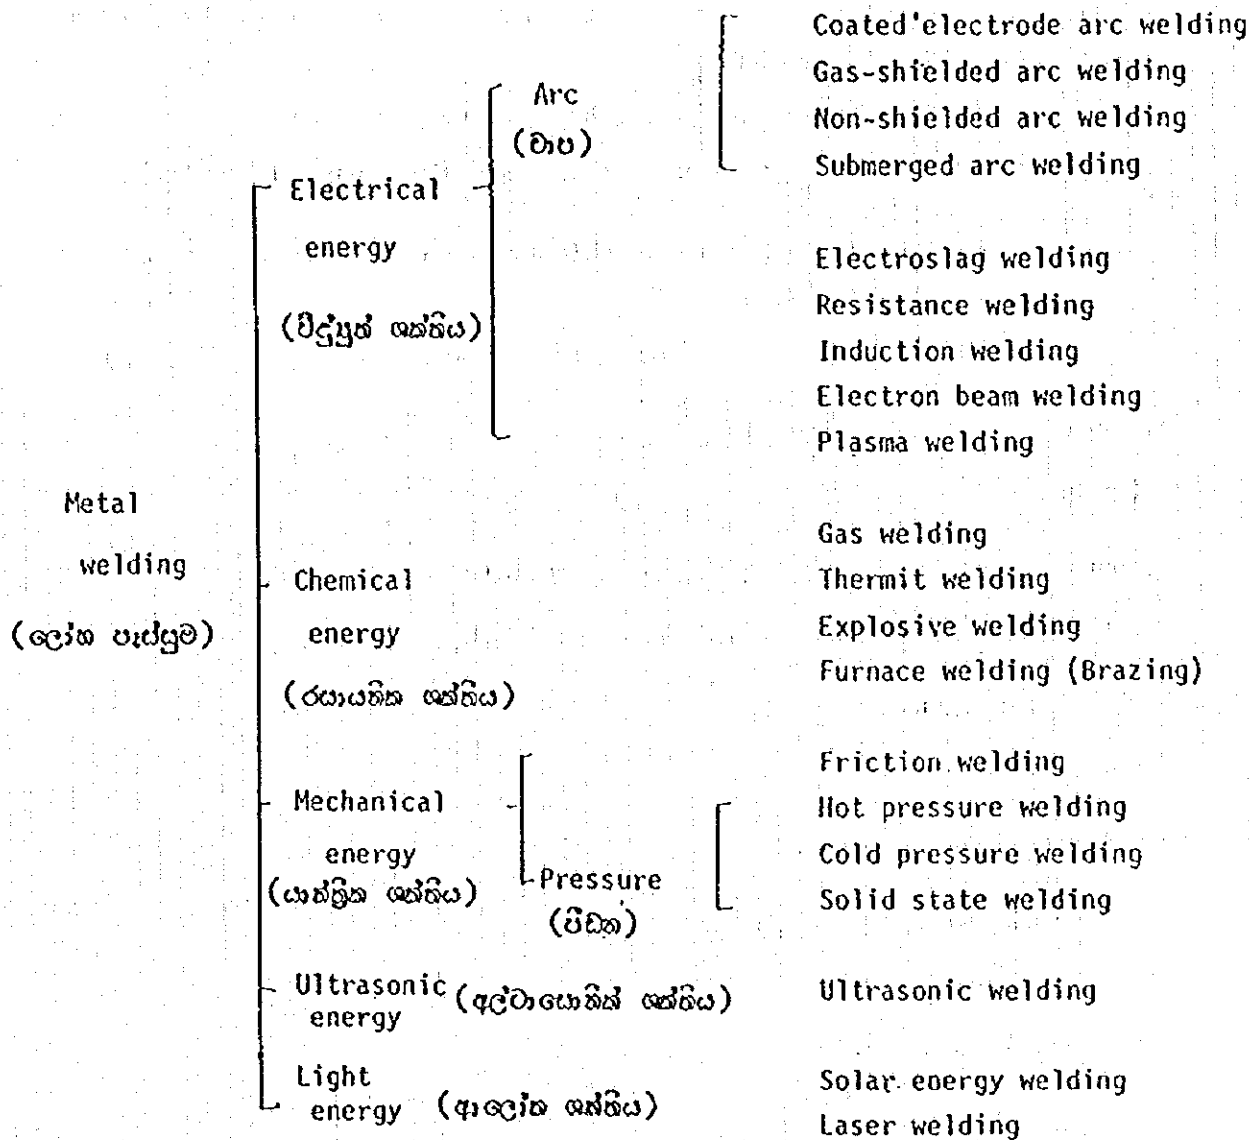 Metal
welding
(ලෝහ පෑස්සුම)
Electrical
energy
(විද්‍යුත් ශක්තිය)
Arc
(චාප)
Coated electrode arc welding
Gas-shielded arc welding
Non-shielded arc welding
Submerged arc welding
Electroslag welding
Resistance welding
Induction welding
Electron beam welding
Plasma welding
Chemical
energy
(රසායනික ශක්තිය)
Gas welding
Thermit welding
Explosive welding
Furnace welding (Brazing)
Mechanical
energy
(යාන්ත්‍රික ශක්තිය)
Friction welding
Pressure
(පීඩන)
Hot pressure welding
Cold pressure welding
Solid state welding
Ultrasonic
energy
(අල්ට්‍රාසොනික් ශක්තිය)
Ultrasonic welding
Light
energy
(ආලෝක ශක්තිය)
Solar energy welding
Laser welding